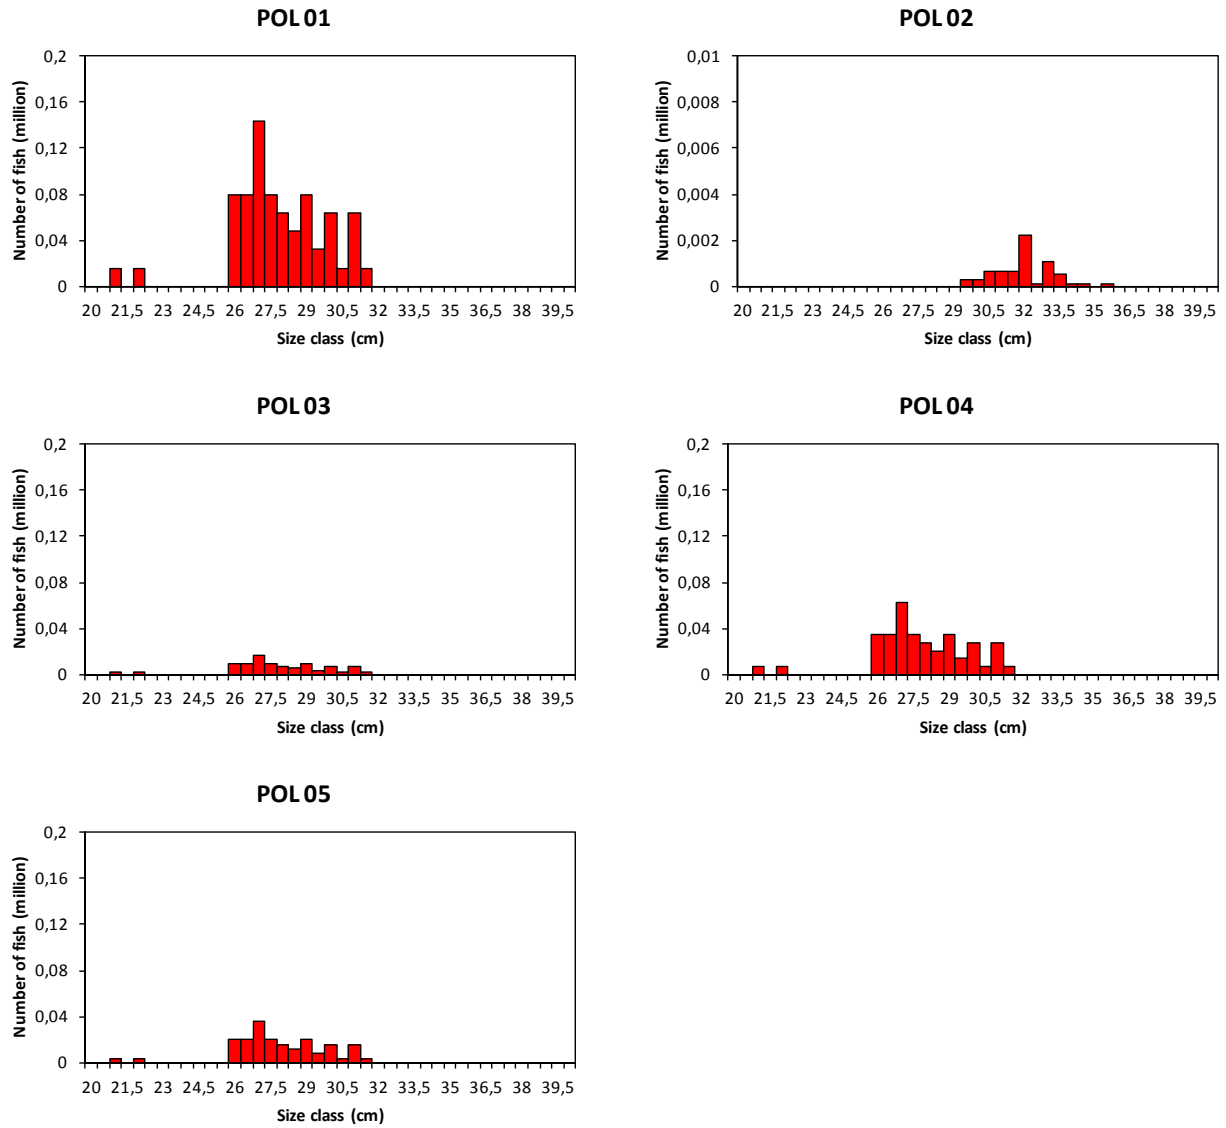 POL 01
Number of fish (million)
0,2
0,16
0,12
0,08
0,04
0
20 21,5 23 24,5 26 27,5 29 30,5 32 33,5 35 36,5 38 39,5
Size class (cm)
POL 02
Number of fish (million)
0,01
0,008
0,006
0,004
0,002
0
20 21,5 23 24,5 26 27,5 29 30,5 32 33,5 35 36,5 38 39,5
Size class (cm)
POL 03
Number of fish (million)
0,2
0,16
0,12
0,08
0,04
0
20 21,5 23 24,5 26 27,5 29 30,5 32 33,5 35 36,5 38 39,5
Size class (cm)
POL 04
Number of fish (million)
0,2
0,16
0,12
0,08
0,04
0
20 21,5 23 24,5 26 27,5 29 30,5 32 33,5 35 36,5 38 39,5
Size class (cm)
POL 05
Number of fish (million)
0,2
0,16
0,12
0,08
0,04
0
20 21,5 23 24,5 26 27,5 29 30,5 32 33,5 35 36,5 38 39,5
Size class (cm)